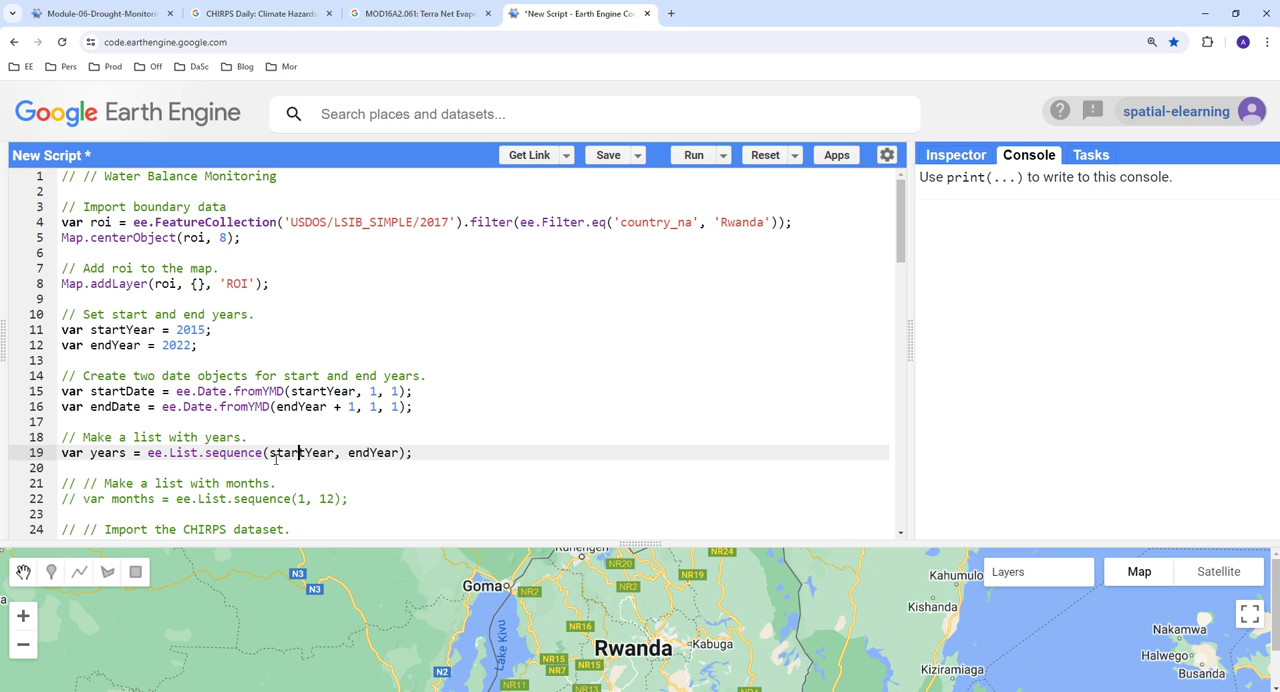 Module-06-Drought-Monitorin
CHIRPS Daily: Climate Hazards
MOD16A2.061: Terra Net Evap
*New Script - Earth Engine Co
code.earthengine.google.com
A
EE
Pers
Prod
Off
DaSc
Blog
Mor
Google Earth Engine
Search places and datasets...
spatial-elearning
New Script *
Get Link
Save
Run
Reset
Apps
Inspector
Console
Tasks
Use print(...) to write to this console.
1 // // Water Balance Monitoring
2
3 // Import boundary data
4 var roi = ee.FeatureCollection('USDOS/LSIB_SIMPLE/2017').filter(ee.Filter.eq('country_na', 'Rwanda'));
5 Map.centerObject(roi, 8);
6
7 // Add roi to the map.
8 Map.addLayer(roi, {}, 'ROI');
9
10 // Set start and end years.
11 var startYear = 2015;
12 var endYear = 2022;
13
14 // Create two date objects for start and end years.
15 var startDate = ee.Date.fromYMD(startYear, 1, 1);
16 var endDate = ee.Date.fromYMD(endYear + 1, 1, 1);
17
18 // Make a list with years.
19 var years = ee.List.sequence(startYear, endYear);
20
21 // // Make a list with months.
22 // var months = ee.List.sequence(1, 12);
23
24 // // Import the CHIRPS dataset.
NR24
N3
N3
Goma
NR2
NR20
NR19
NR16
Lake Kivu
Rwanda
Kabuga
NR15
NR15
NR7
NR11
NR14
N2
Kahumulo
Kishanda
Kiziramiaga
Nakamwa
Halwego
Busanda
Layers
Map
Satellite